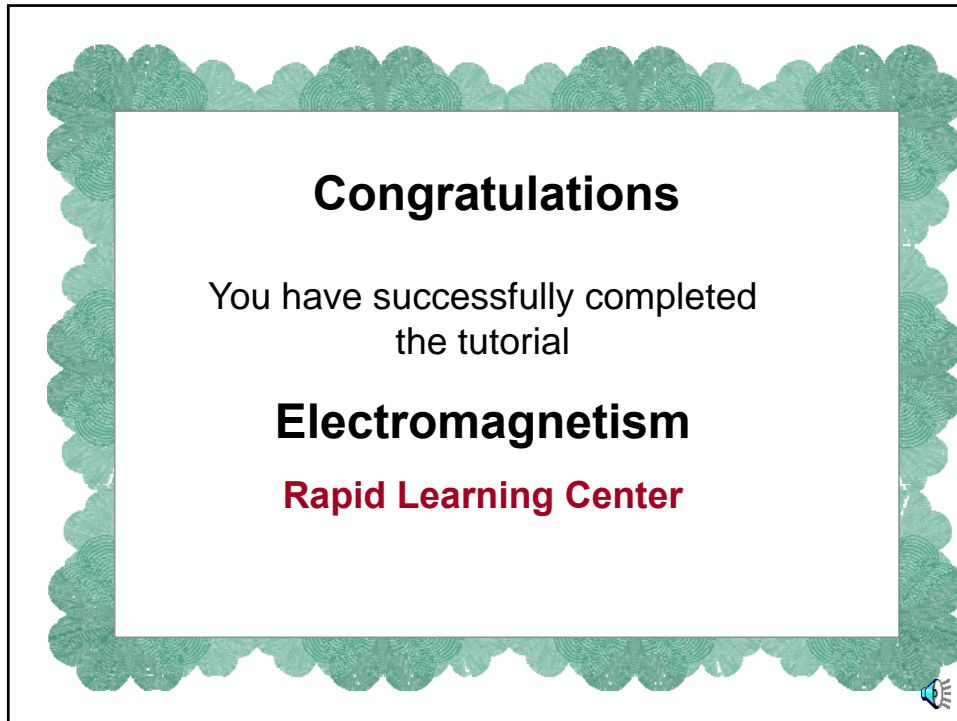 Congratulations
You have successfully completed
the tutorial
Electromagnetism
Rapid Learning Center